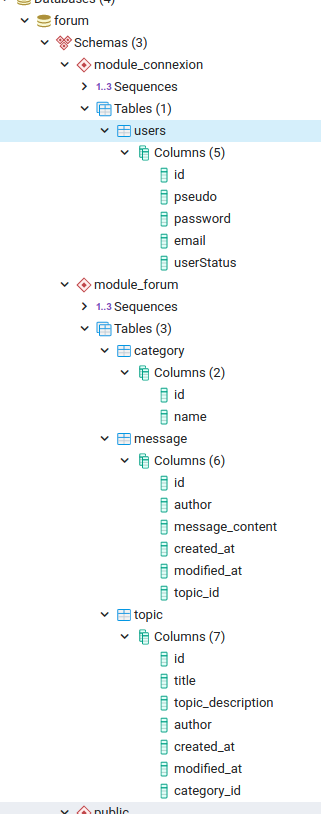 Databases (4)
forum
Schemas (3)
module_connexion
1..3 Sequences
Tables (1)
users
Columns (5)
id
pseudo
password
email
userStatus
module_forum
1..3 Sequences
Tables (3)
category
Columns (2)
id
name
message
Columns (6)
id
author
message_content
created_at
modified_at
topic_id
topic
Columns (7)
id
title
topic_description
author
created_at
modified_at
category_id
public